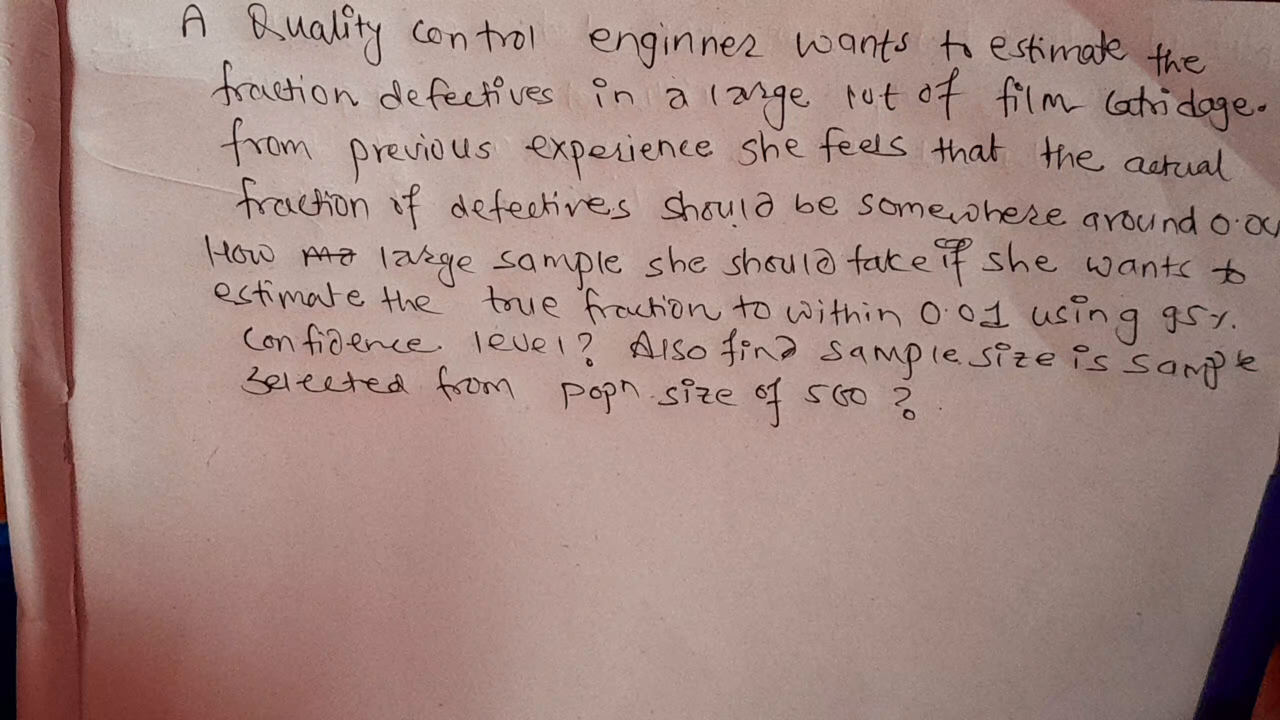 A Quality control enginner wants to estimate the
fraction defectives in a large lot of film Catridage.
from previous experience she feels that the actual
fraction of defectives should be somewhere around
How large sample she should take if she wants to
estimate the true fraction to within 0.01 using 95%.
Confidence level? Also find sample size is sample
selected from popn size of 500 ?